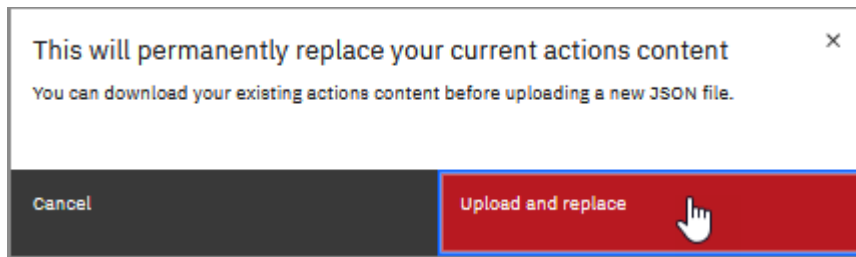 This will permanently replace your current actions content
You can download your existing actions content before uploading a new JSON file.
Cancel
Upload and replace